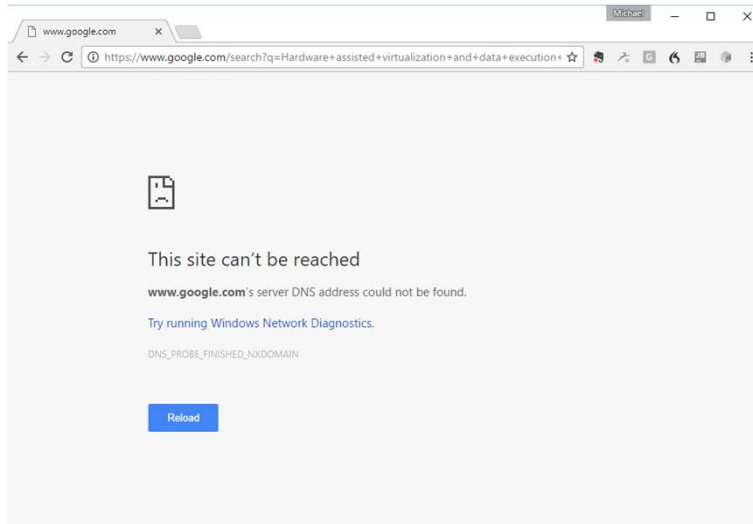 Michael
www.google.com
https://www.google.com/search?q=Hardware+assisted+virtualization+and+data+execution+
This site can't be reached
www.google.com's server DNS address could not be found.
Try running Windows Network Diagnostics.
DNS_PROBE_FINISHED_NXDOMAIN
Reload